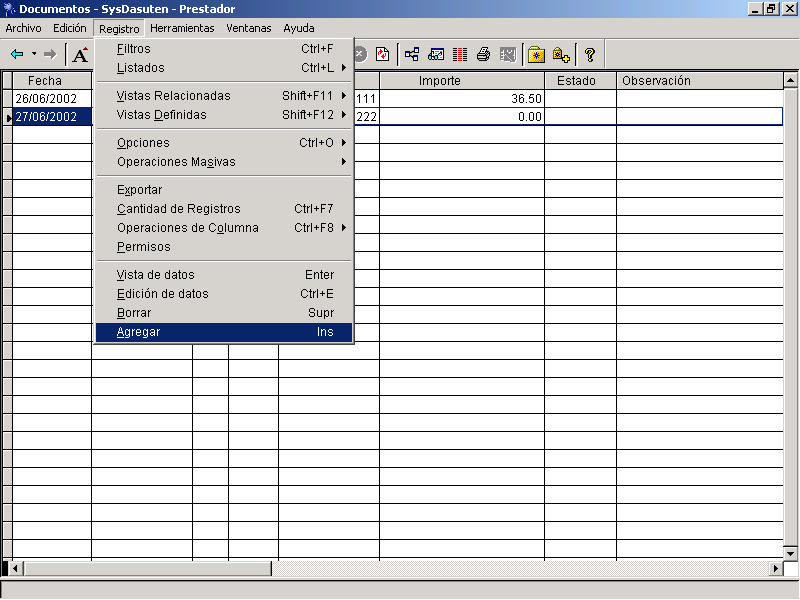 Documentos - SysDasuten - Prestador
Archivo Edición Registro Herramientas Ventanas Ayuda
A
Fecha Importe Estado Observación
26/06/2002 111 36.50
27/06/2002 222 0.00
Filtros Ctrl+F
Listados Ctrl+L
Vistas Relacionadas Shift+F11
Vistas Definidas Shift+F12
Opciones Ctrl+O
Operaciones Masivas
Exportar
Cantidad de Registros Ctrl+F7
Operaciones de Columna Ctrl+F8
Permisos
Vista de datos Enter
Edición de datos Ctrl+E
Borrar Supr
Agregar Ins